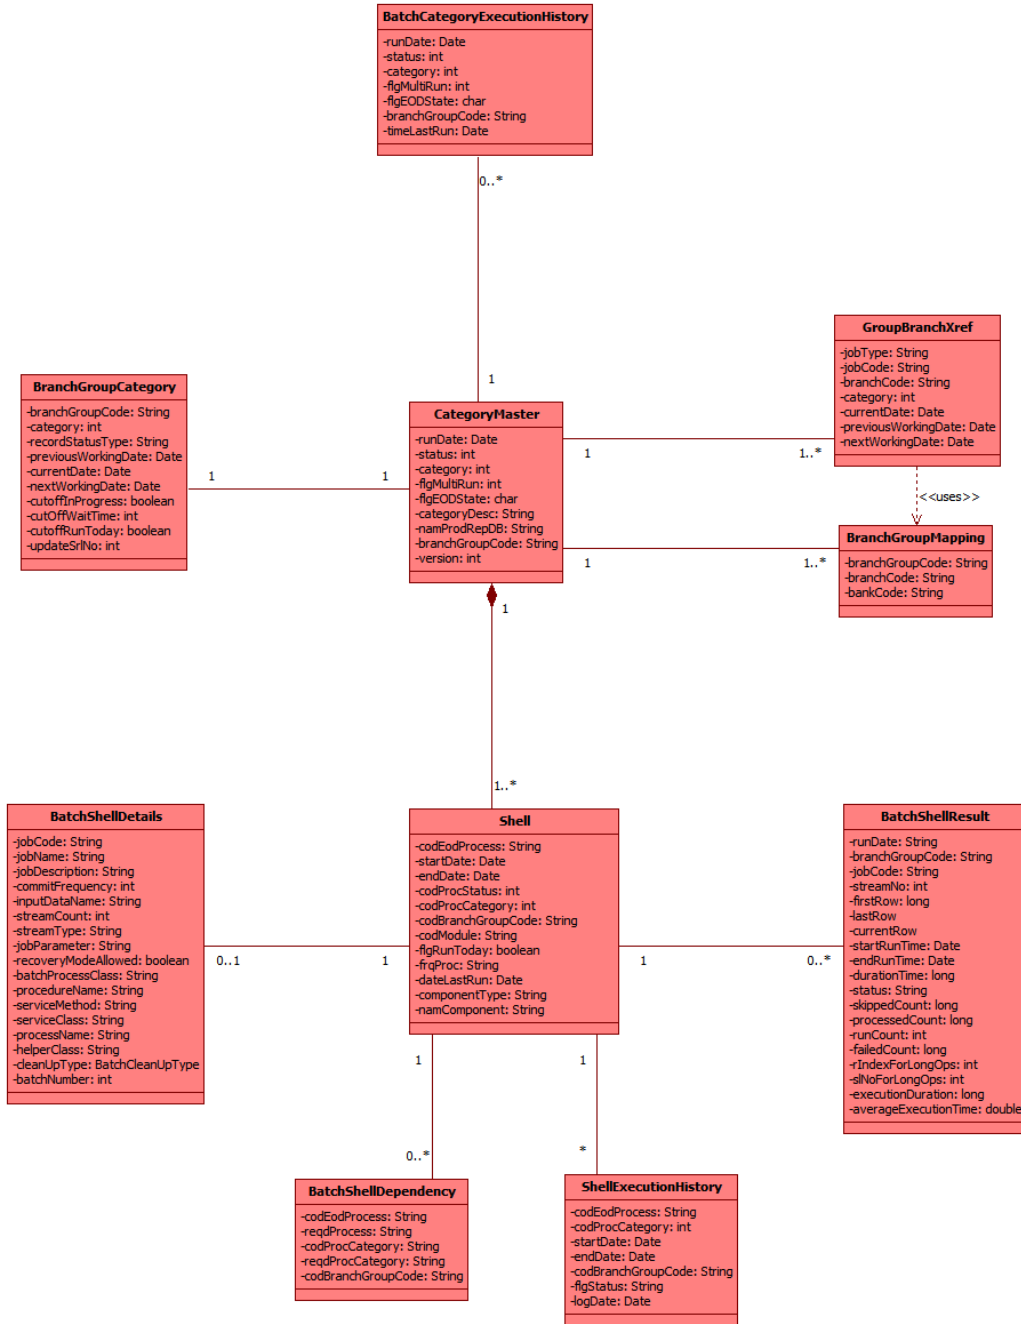 BatchCategoryExecutionHistory
-runDate: Date
-status: int
-category: int
-flgMultiRun: int
-flgEODState: char
-branchGroupCode: String
-timeLastRun: Date
0..*
1
GroupBranchXref
-jobType: String
-jobCode: String
-branchCode: String
-category: int
-currentDate: Date
-previousWorkingDate: Date
-nextWorkingDate: Date
BranchGroupCategory
-branchGroupCode: String
-category: int
-recordStatusType: String
-previousWorkingDate: Date
-currentDate: Date
-nextWorkingDate: Date
-cutoffInProgress: boolean
-cutOffWaitTime: int
-cutoffRunToday: boolean
-updateSrlNo: int
1
1
CategoryMaster
-runDate: Date
-status: int
-category: int
-flgMultiRun: int
-flgEODState: char
-categoryDesc: String
-namProdRepDB: String
-branchGroupCode: String
-version: int
1
1..*
<<uses>>
1
1..*
BranchGroupMapping
-branchGroupCode: String
-branchCode: String
-bankCode: String
1
1..*
BatchShellDetails
-jobCode: String
-jobName: String
-jobDescription: String
-commitFrequency: int
-inputDataName: String
-streamCount: int
-streamType: String
-jobParameter: String
-recoveryModeAllowed: boolean
-batchProcessClass: String
-procedureName: String
-serviceMethod: String
-serviceClass: String
-processName: String
-helperClass: String
-cleanUpType: BatchCleanUpType
-batchNumber: int
0..1
1
Shell
-codEodProcess: String
-startDate: Date
-endDate: Date
-codProcStatus: int
-codProcCategory: int
-codBranchGroupCode: String
-codModule: String
-flgRunToday: boolean
-frqProc: String
-dateLastRun: Date
-componentType: String
-namComponent: String
1
0..*
BatchShellResult
-runDate: String
-branchGroupCode: String
-jobCode: String
-streamNo: int
-firstRow: long
-lastRow
-currentRow
-startRunTime: Date
-endRunTime: Date
-durationTime: long
-status: String
-skippedCount: long
-processedCount: long
-runCount: int
-failedCount: long
-rIndexForLongOps: int
-slNoForLongOps: int
-executionDuration: long
-averageExecutionTime: double
1
0..*
1
*
BatchShellDependency
-codEodProcess: String
-reqdProcess: String
-codProcCategory: String
-reqdProcCategory: String
-codBranchGroupCode: String
ShellExecutionHistory
-codEodProcess: String
-codProcCategory: int
-startDate: Date
-endDate: Date
-codBranchGroupCode: String
-flgStatus: String
-logDate: Date